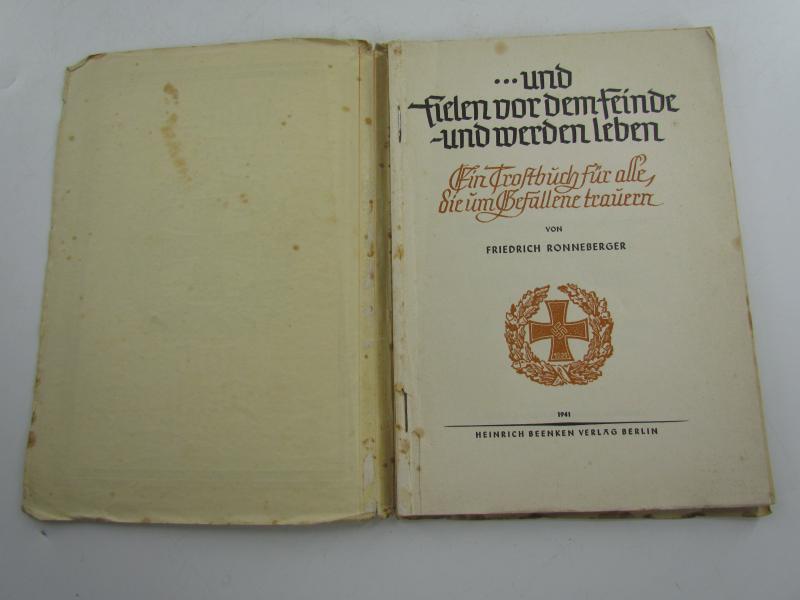 ...und
fielen vor dem Feinde
-und werden leben
Ein Trostbuch für alle,
die um Gefallene trauern
VON
FRIEDRICH RONNEBERGER
1941
HEINRICH BEENKEN VERLAG BERLIN